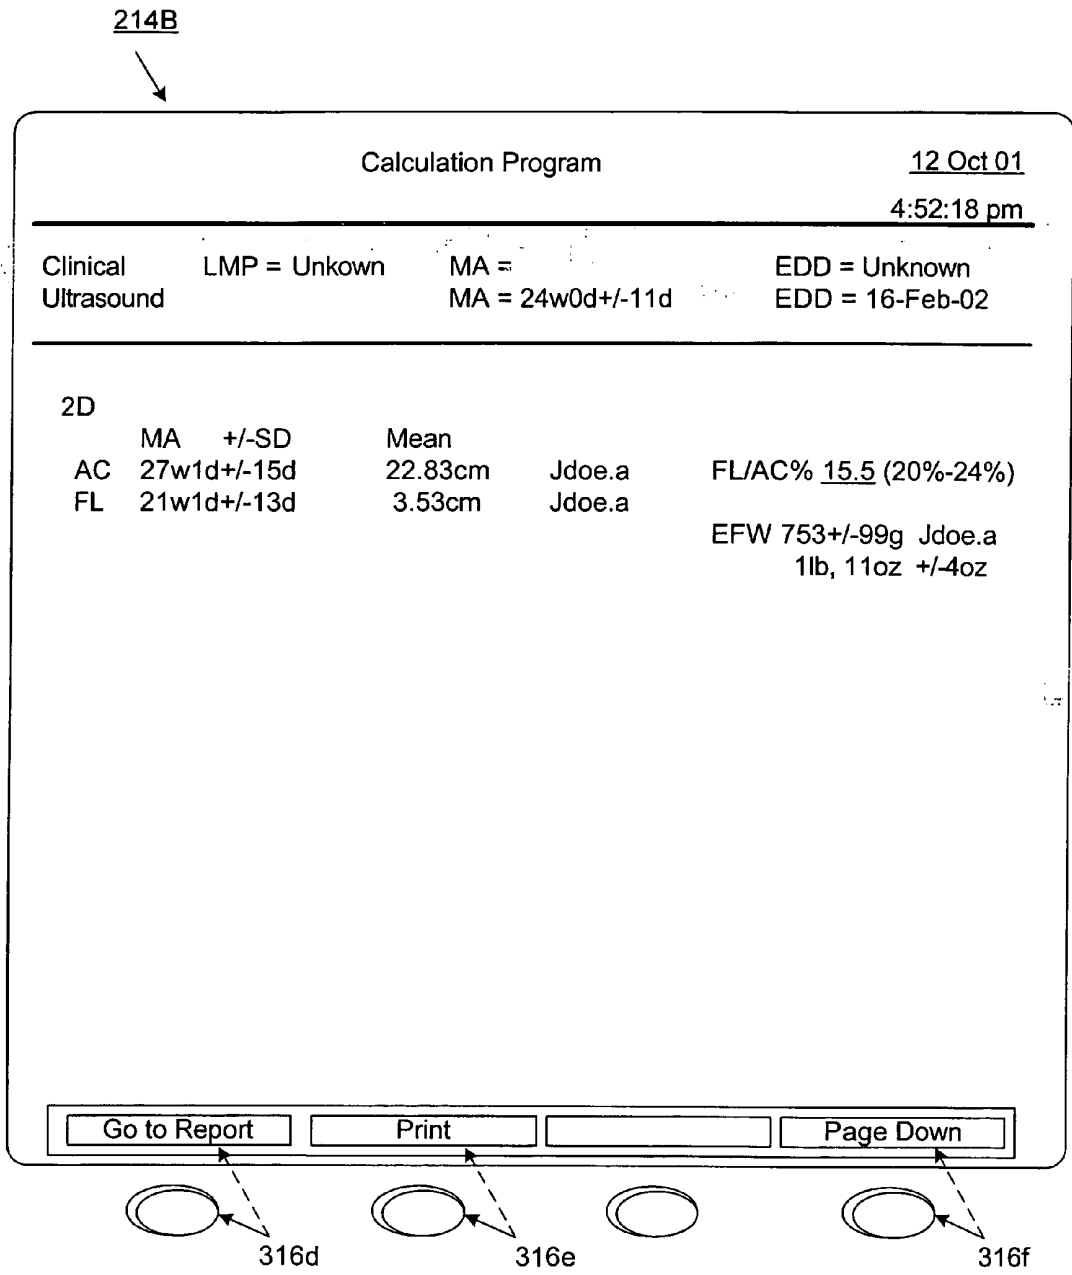 214B
Calculation Program 12 Oct 01
4:52:18 pm
Clinical LMP = Unkown MA = EDD = Unknown
Ultrasound MA = 24w0d+/-11d EDD = 16-Feb-02
2D
MA +/-SD Mean
AC 27w1d+/-15d 22.83cm Jdoe.a FL/AC% 15.5 (20%-24%)
FL 21w1d+/-13d 3.53cm Jdoe.a
EFW 753+/-99g Jdoe.a
1lb, 11oz +/-4oz
Go to Report Print Page Down
316d 316e 316f